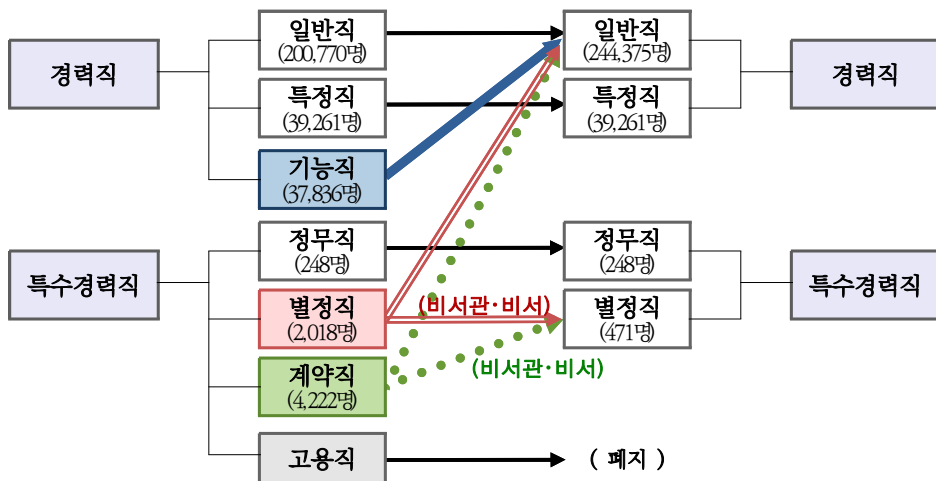 경력직
일반직
(200,770명)
특정직
(39,261명)
기능직
(37,836명)
일반직
(244,375명)
특정직
(39,261명)
경력직
특수경력직
정무직
(248명)
별정직
(2,018명)
계약직
(4,222명)
고용직
(비서관·비서)
(비서관·비서)
정무직
(248명)
별정직
(471명)
( 폐지 )
특수경력직